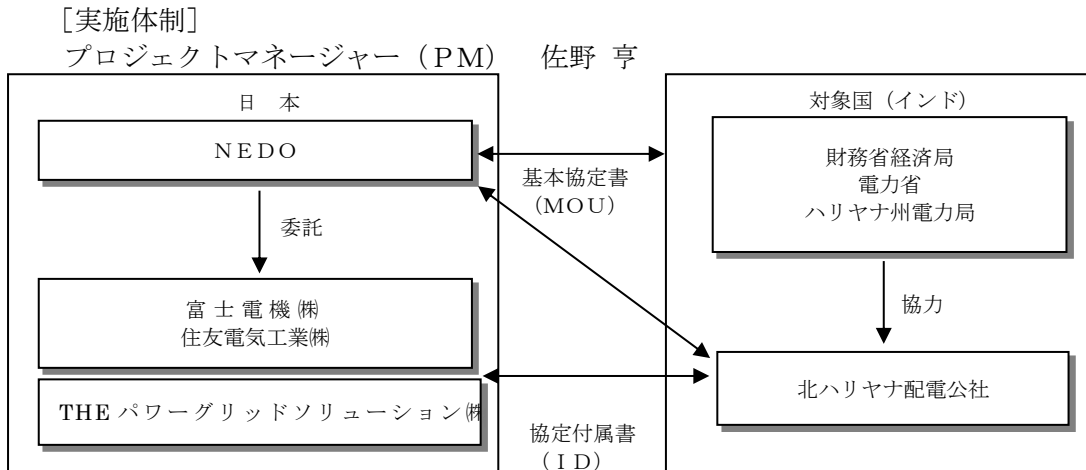 ［実施体制］
プロジェクトマネージャー（ＰＭ）　佐野 亨
日　本
ＮＥＤＯ
委託
富 士 電 機 ㈱
住友電気工業㈱
THE パワーグリッドソリューション㈱
基本協定書
（ＭＯＵ）
協定付属書
（ＩＤ）
対象国（インド）
財務省経済局
電力省
ハリヤナ州電力局
協力
北ハリヤナ配電公社